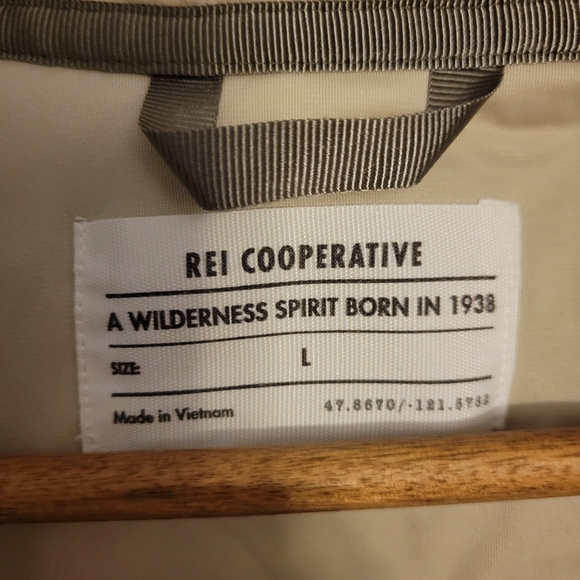 REI COOPERATIVE
A WILDERNESS SPIRIT BORN IN 1938
SIZE: L
Made in Vietnam